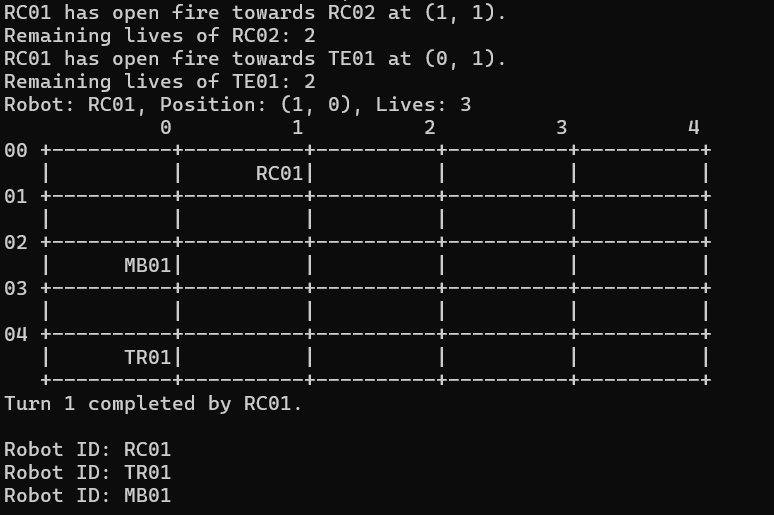 RC01 has open fire towards RC02 at (1, 1).
Remaining lives of RC02: 2
RC01 has open fire towards TE01 at (0, 1).
Remaining lives of TE01: 2
Robot: RC01, Position: (1, 0), Lives: 3
             0          1          2          3          4
00 +----------+----------+----------+----------+----------+
   |          |      RC01|          |          |          |
01 +----------+----------+----------+----------+----------+
   |          |          |          |          |          |
02 +----------+----------+----------+----------+----------+
   |      MB01|          |          |          |          |
03 +----------+----------+----------+----------+----------+
   |          |          |          |          |          |
04 +----------+----------+----------+----------+----------+
   |      TR01|          |          |          |          |
   +----------+----------+----------+----------+----------+
Turn 1 completed by RC01.
Robot ID: RC01
Robot ID: TR01
Robot ID: MB01